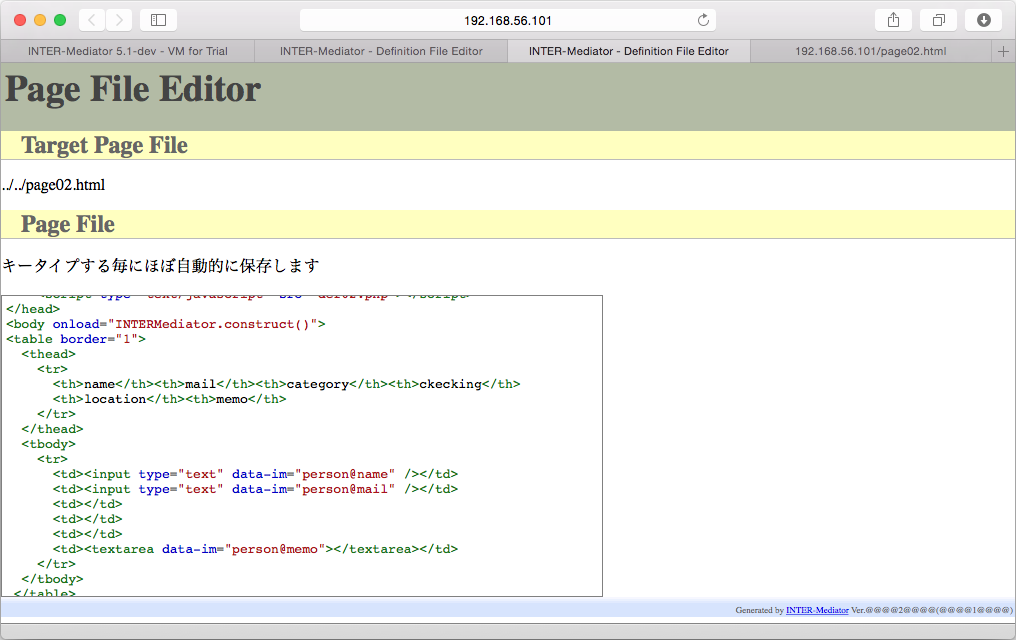 192.168.56.101
INTER-Mediator 5.1-dev - VM for Trial
INTER-Mediator - Definition File Editor
INTER-Mediator - Definition File Editor
192.168.56.101/page02.html
Page File Editor
Target Page File
../../page02.html
Page File
キータイプする毎にほぼ自動的に保存します
</head>
<body onload="INTERMediator.construct()">
<table border="1">
<thead>
<tr>
<th>name</th><th>mail</th><th>category</th><th>ckecking</th>
<th>location</th><th>memo</th>
</tr>
</thead>
<tbody>
<tr>
<td><input type="text" data-im="person@name" /></td>
<td><input type="text" data-im="person@mail" /></td>
<td></td>
<td></td>
<td></td>
<td><textarea data-im="person@memo"></textarea></td>
</tr>
</tbody>
</table>
Generated by INTER-Mediator Ver.@@@@2@@@@(@@@@1@@@@)